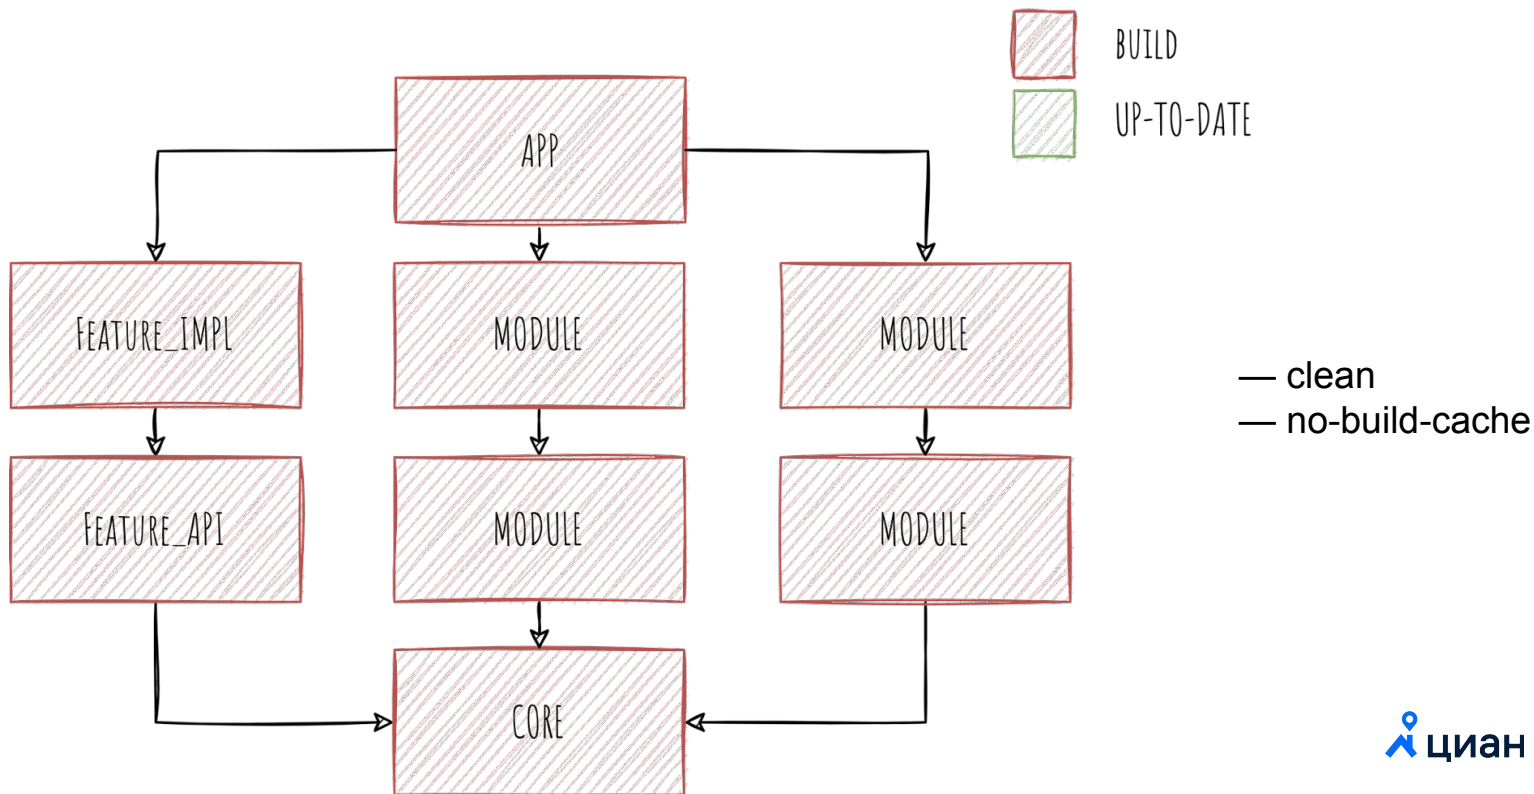 BUILD
UP-TO-DATE
APP
FEATURE_IMPL
MODULE
MODULE
— clean
— no-build-cache
FEATURE_API
MODULE
MODULE
CORE
циан